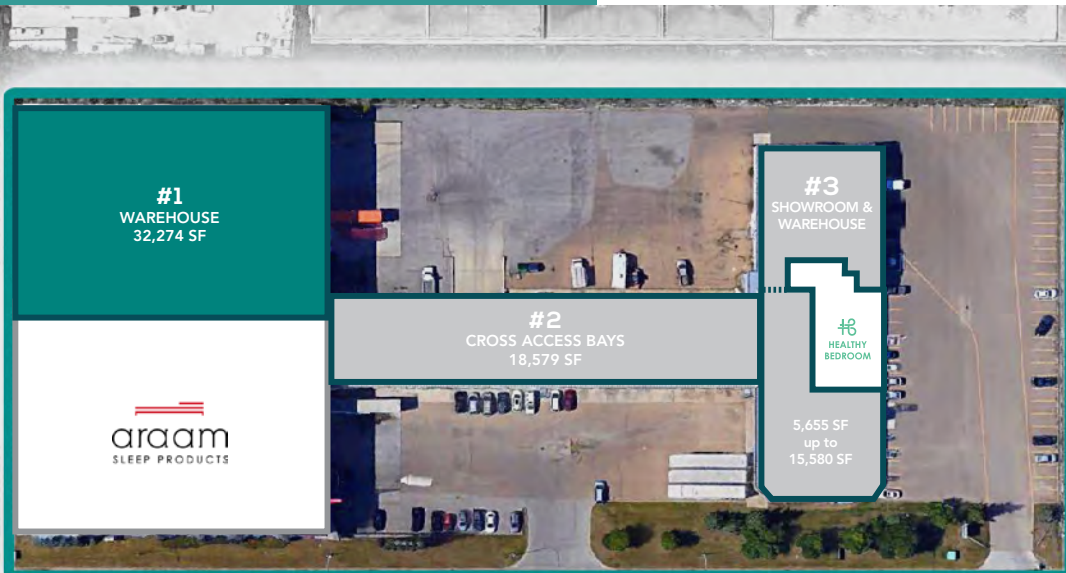 #1
WAREHOUSE
32,274 SF
araam
SLEEP PRODUCTS
#2
CROSS ACCESS BAYS
18,579 SF
#3
SHOWROOM &
WAREHOUSE
HEALTHY
BEDROOM
5,655 SF
up to
15,580 SF